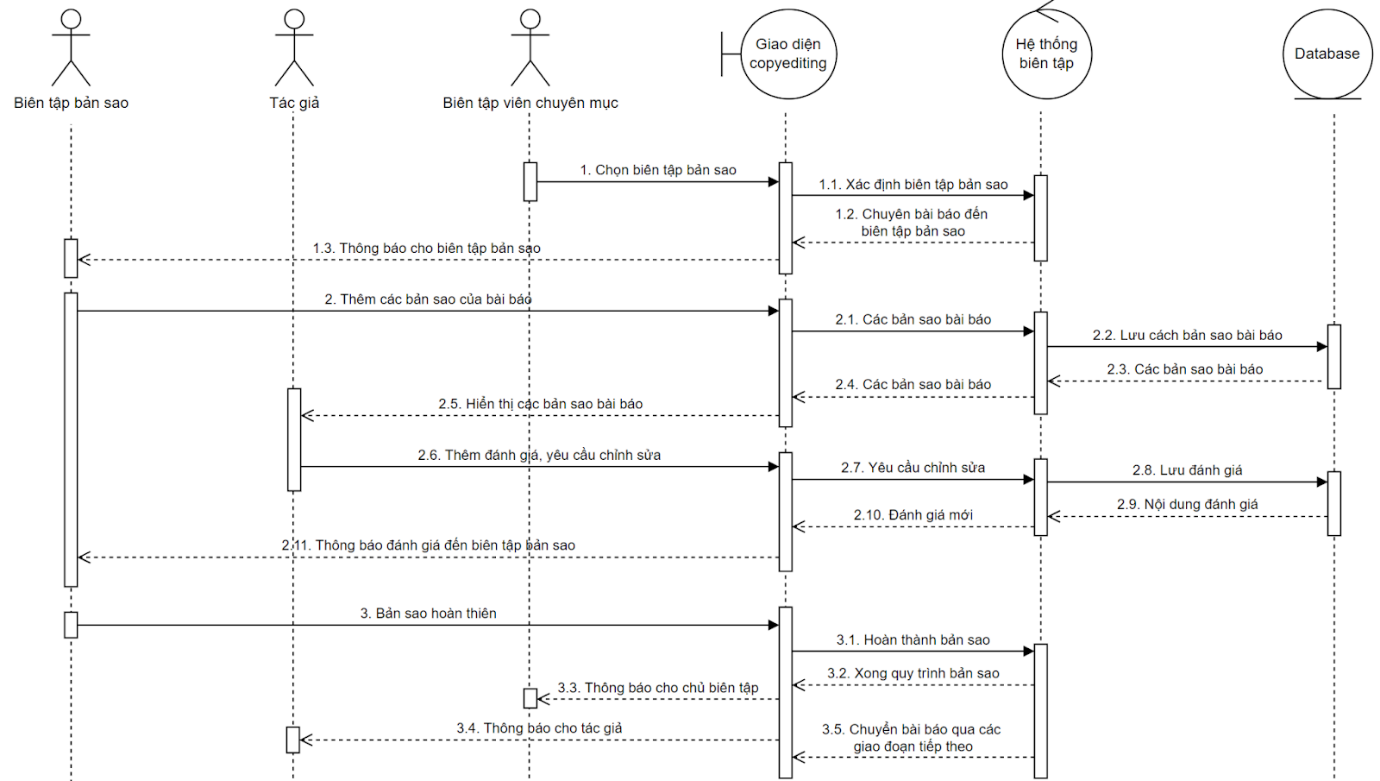 Giao diện
copyediting
Hệ thống
biên tập
Database
Biên tập bản sao
Tác giả
Biên tập viên chuyên mục
1. Chọn biên tập bản sao
1.1. Xác định biên tập bản sao
1.2. Chuyên bài báo đến
biên tập bản sao
1.3. Thông báo cho biên tập bản sao
2. Thêm các bản sao của bài báo
2.1. Các bản sao bài báo
2.2. Lưu cách bản sao bài báo
2.3. Các bản sao bài báo
2.4. Các bản sao bài báo
2.5. Hiển thị các bản sao bài báo
2.6. Thêm đánh giá, yêu cầu chỉnh sửa
2.7. Yêu cầu chỉnh sửa
2.8. Lưu đánh giá
2.9. Nội dung đánh giá
2.10. Đánh giá mới
2.11. Thông báo đánh giá đến biên tập bản sao
3. Bản sao hoàn thiên
3.1. Hoàn thành bản sao
3.2. Xong quy trình bản sao
3.3. Thông báo cho chủ biên tập
3.4. Thông báo cho tác giả
3.5. Chuyển bài báo qua các
giao đoạn tiếp theo